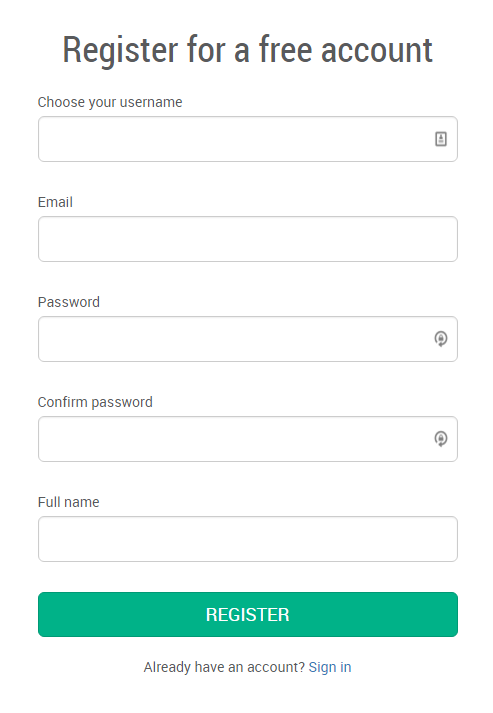 Register for a free account
Choose your username
Email
Password
Confirm password
Full name
REGISTER
Already have an account? Sign in